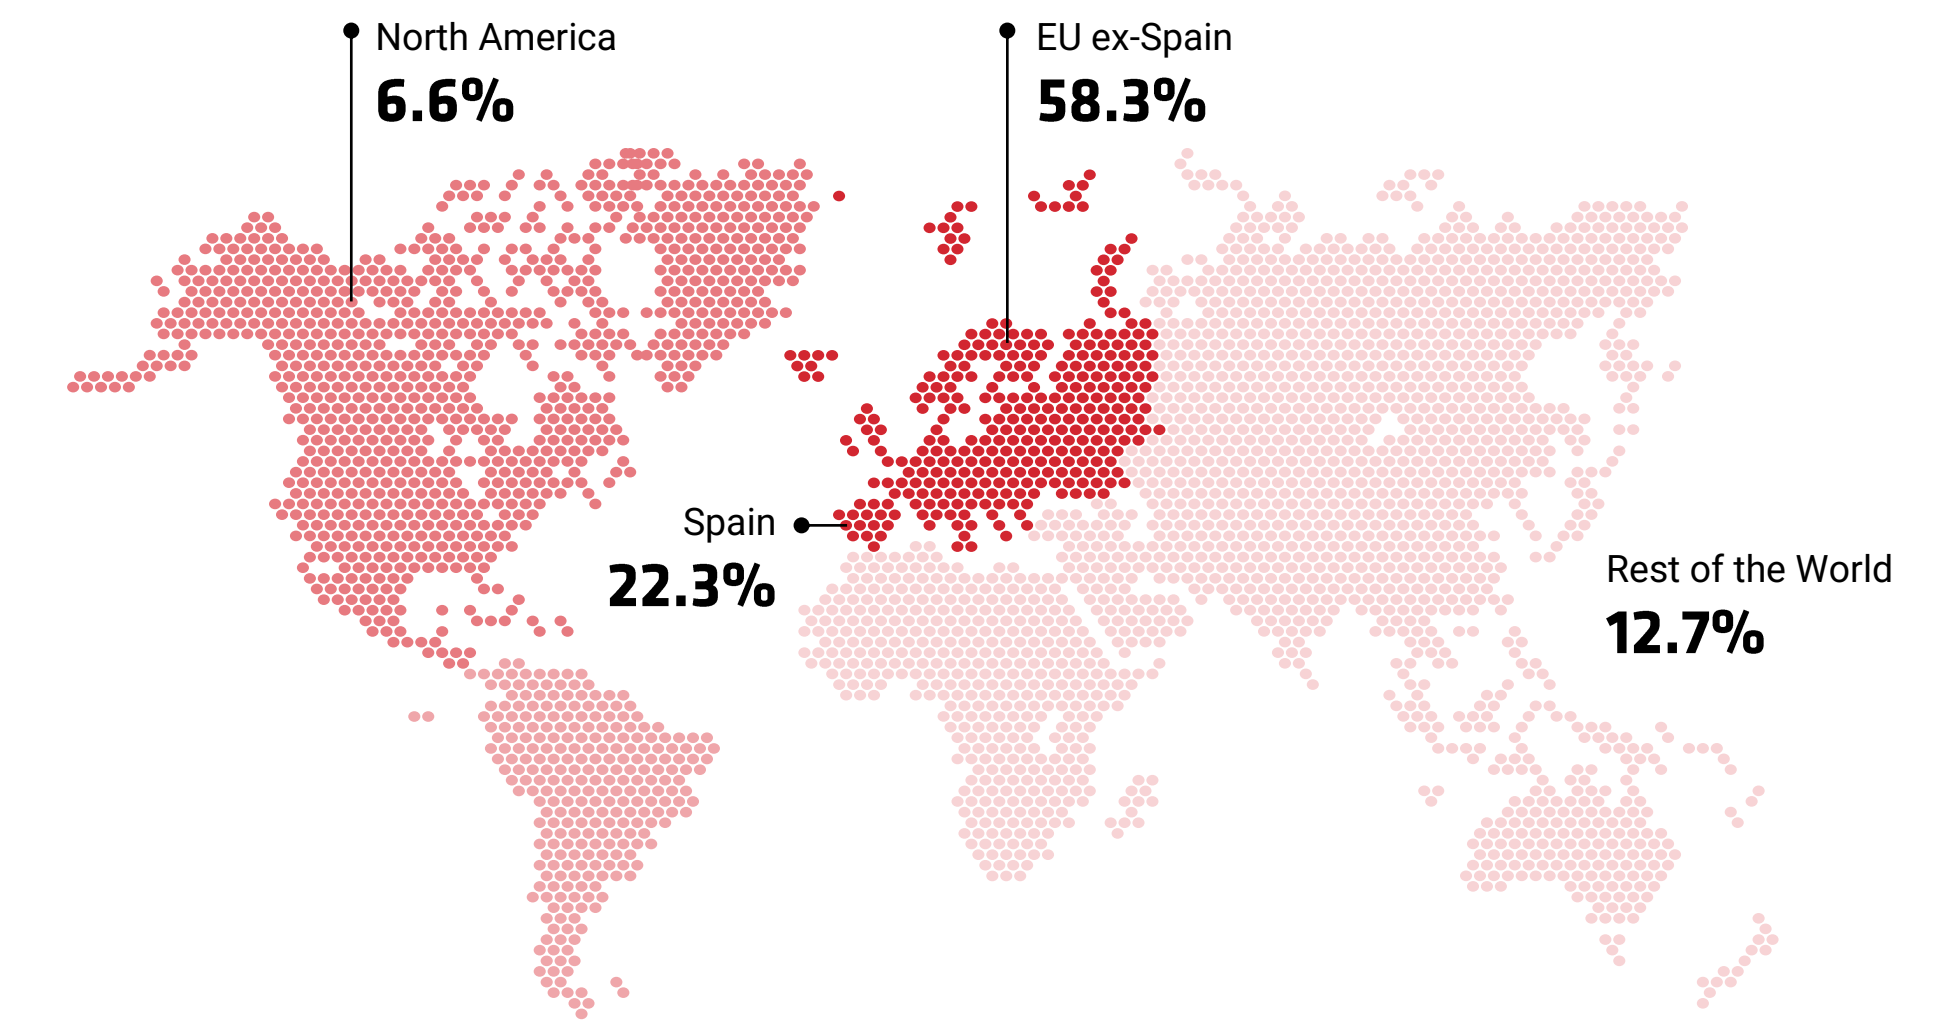 North America
6.6%
EU ex-Spain
58.3%
Spain
22.3%
Rest of the World
12.7%